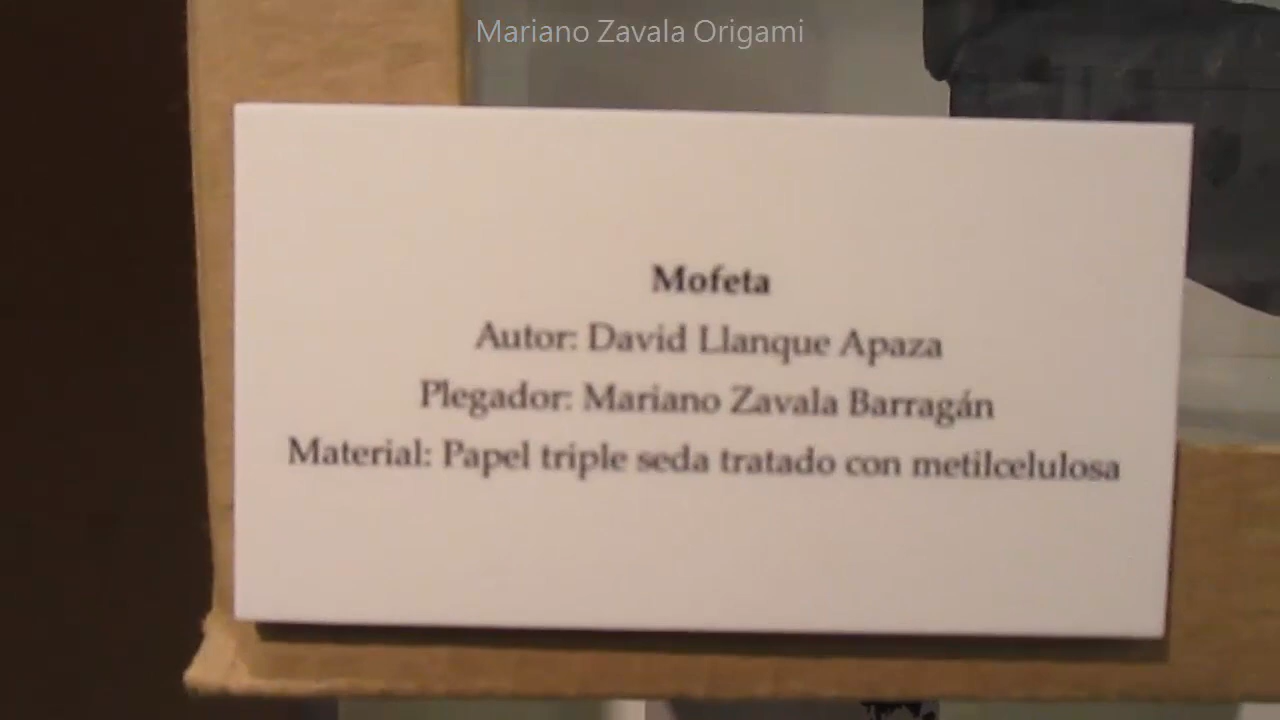 Mariano Zavala Origami
Mofeta
Autor: David Llanque Apaza
Plegador: Mariano Zavala Barragán
Material: Papel triple seda tratado con metilcelulosa